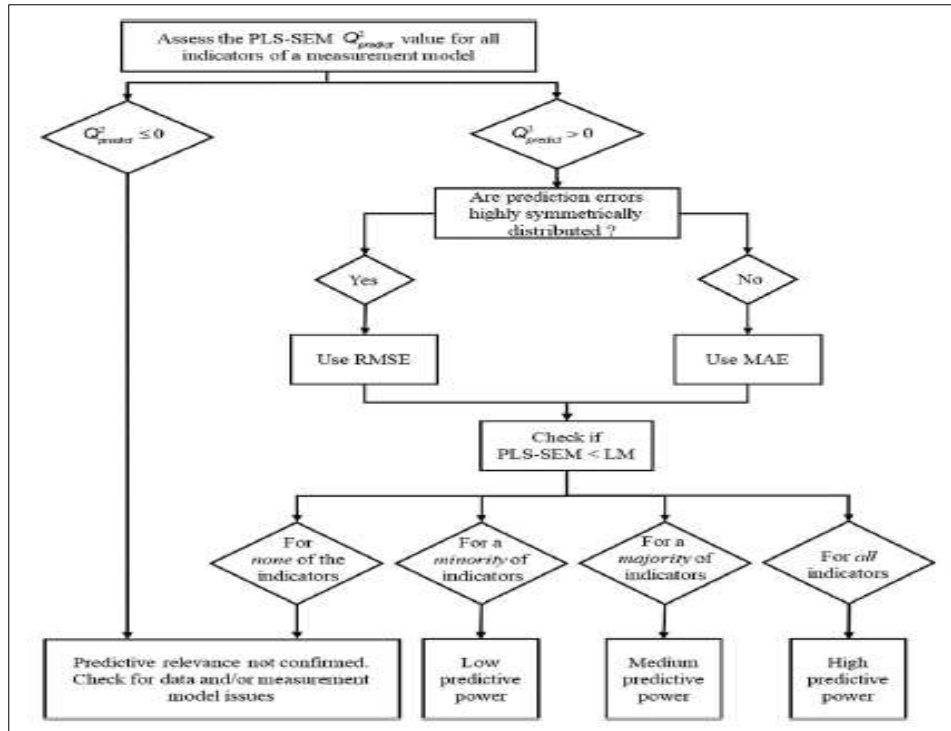 Assess the PLS-SEM Q²predict value for all
indicators of a measurement model
Q²predict ≤ 0
Q²predict > 0
Are prediction errors
highly symmetrically
distributed ?
Yes
No
Use RMSE
Use MAE
Check if
PLS-SEM < LM
For
none of the
indicators
For a
minority of
indicators
For a
majority of
indicators
For all
indicators
Predictive relevance not confirmed.
Check for data and/or measurement
model issues
Low
predictive
power
Medium
predictive
power
High
predictive
power